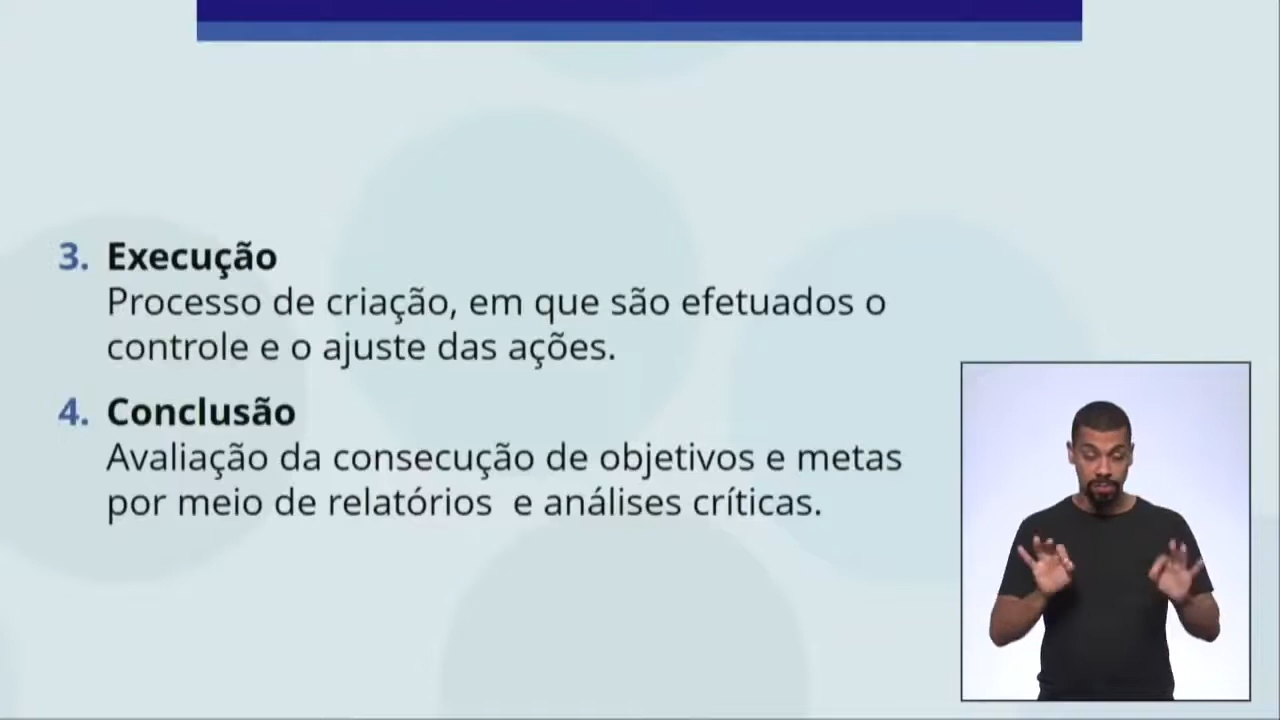 3. Execução
Processo de criação, em que são efetuados o
controle e o ajuste das ações.
4. Conclusão
Avaliação da consecução de objetivos e metas
por meio de relatórios  e análises críticas.